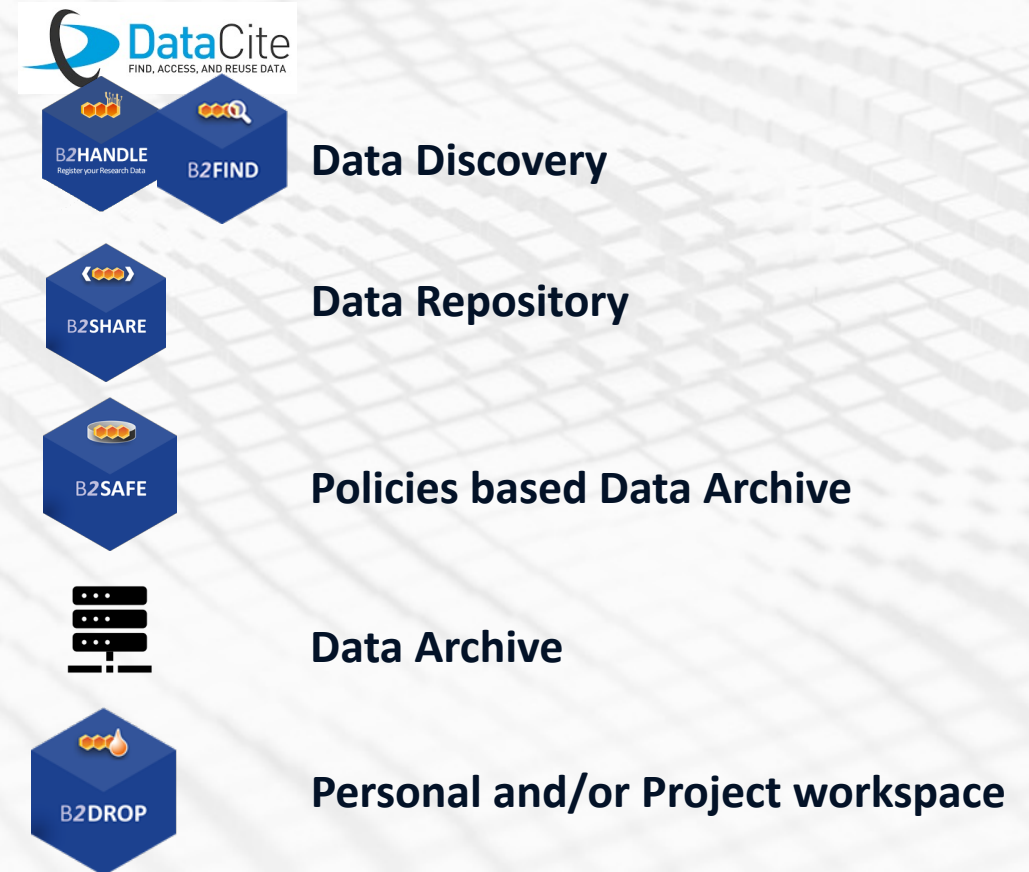 DataCite
FIND, ACCESS, AND REUSE DATA
B2HANDLE
Register your Research Data
B2FIND
Data Discovery
B2SHARE
Data Repository
B2SAFE
Policies based Data Archive
Data Archive
B2DROP
Personal and/or Project workspace